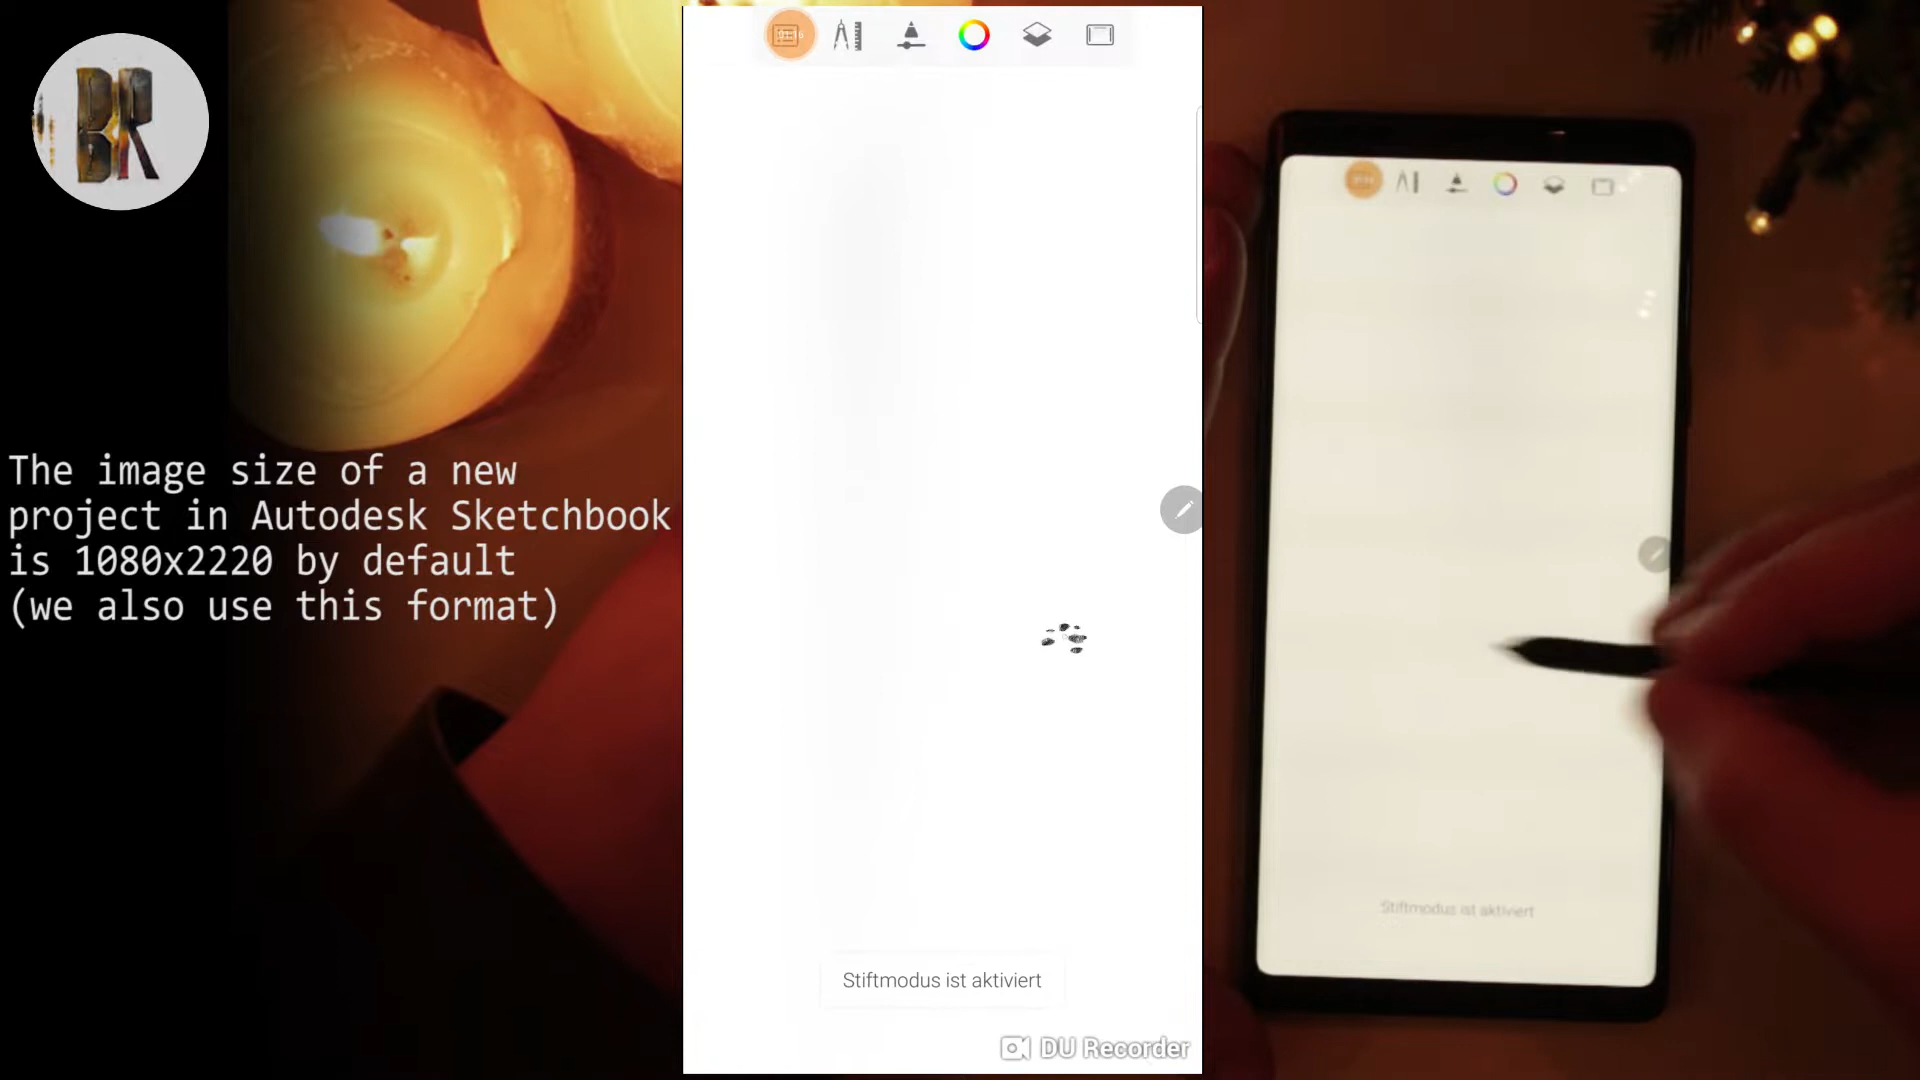 BR
The image size of a new
project in Autodesk Sketchbook
is 1080x2220 by default
(we also use this format)
Stiftmodus ist aktiviert
DU Recorder
Stiftmodus ist aktiviert